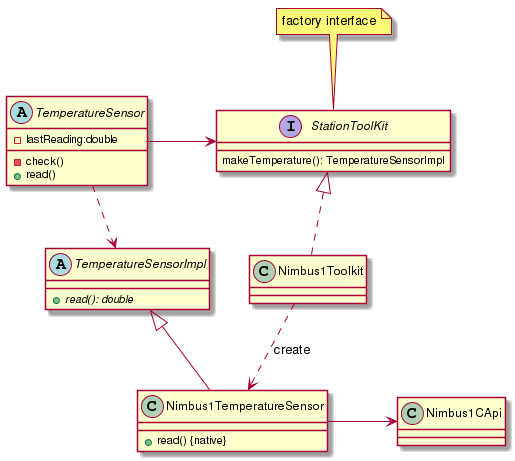 factory interface
A TemperatureSensor
lastReading:double
check()
read()
I StationToolKit
makeTemperature(): TemperatureSensorImpl
A TemperatureSensorImpl
read(): double
C Nimbus1Toolkit
create
C Nimbus1TemperatureSensor
read() {native}
C Nimbus1CApi